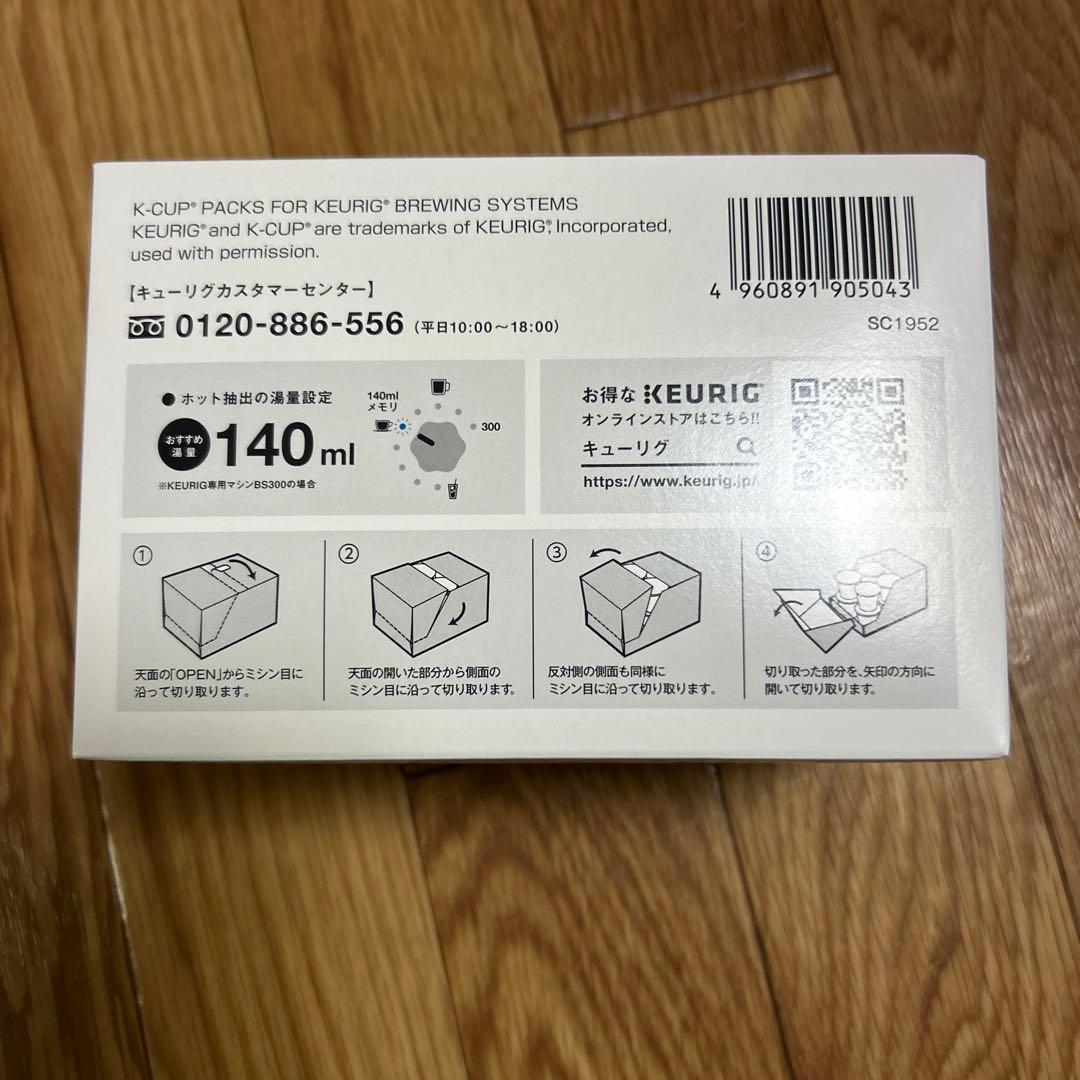 K-CUP® PACKS FOR KEURIG® BREWING SYSTEMS
KEURIG® and K-CUP® are trademarks of KEURIG®, Incorporated,
used with permission.
【キューリグカスタマーセンター】
0120-886-556 (平日10:00〜18:00)
4 960891 905043
SC1952
●ホット抽出の湯量設定
おすすめ
湯量
140ml
※KEURIG専用マシンBS300の場合
140ml
メモリ
300
お得な KEURIG
オンラインストアはこちら!!
キューリグ
https://www.keurig.jp/
①
天面の「OPEN」からミシン目に
沿って切り取ります。
②
天面の開いた部分から側面の
ミシン目に沿って切り取ります。
③
反対側の側面も同様に
ミシン目に沿って切り取ります。
④
切り取った部分を、矢印の方向に
開いて切り取ります。